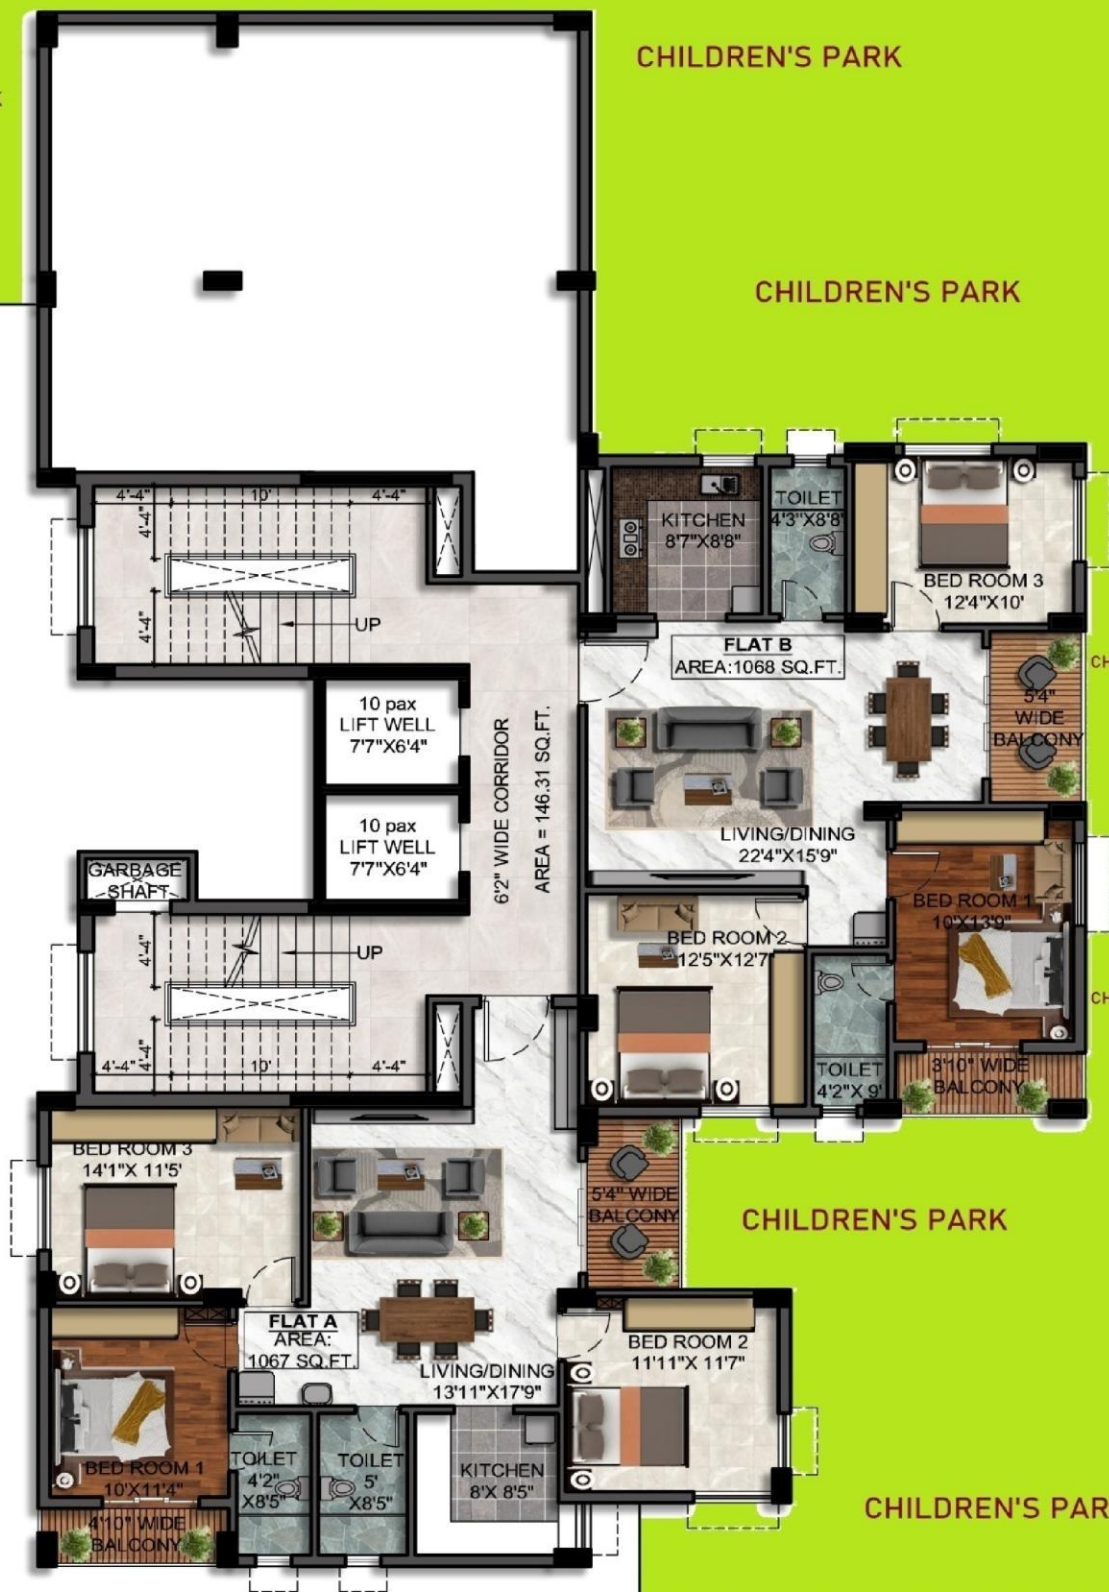 CHILDREN'S PARK
CHILDREN'S PARK
4'-4"
10'
4'-4"
4'-4"
4'-4"
UP
KITCHEN
8'7"X8'8"
TOILET
4'3"X8'8"
BED ROOM 3
12'4"X10'
FLAT B
AREA:1068 SQ.FT.
5'4"
WIDE
BALCONY
10 pax
LIFT WELL
7'7"X6'4"
10 pax
LIFT WELL
7'7"X6'4"
6'2" WIDE CORRIDOR
AREA = 146.31 SQ.FT.
LIVING/DINING
22'4"X15'9"
GARBAGE
SHAFT
BED ROOM 1
10'X13'9"
BED ROOM 2
12'5"X12'7"
UP
4'-4"
4'-4"
4'-4"
10'
4'-4"
TOILET
4'2"X 9'
3'10" WIDE
BALCONY
BED ROOM 3
14'1"X 11'5'
5'4" WIDE
BALCONY
CHILDREN'S PARK
FLAT A
AREA:
1067 SQ.FT.
LIVING/DINING
13'11"X17'9"
BED ROOM 2
11'11"X 11'7"
BED ROOM 1
10'X11'4"
TOILET
4'2"
X8'5"
TOILET
5'
X8'5"
KITCHEN
8'X 8'5"
4'10" WIDE
BALCONY
CHILDREN'S PAR